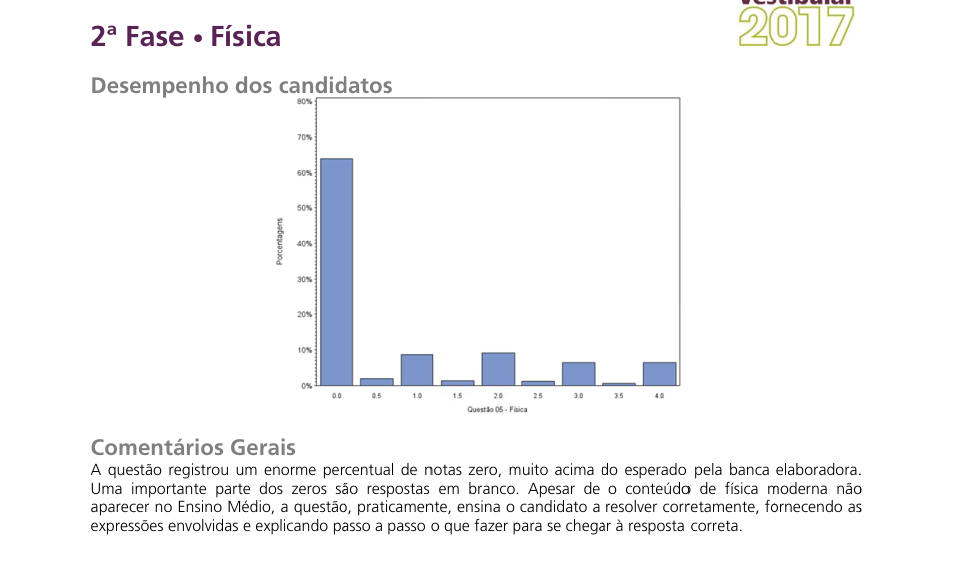 vestibular
2ª Fase • Física
2017
Desempenho dos candidatos
80%
70%
60%
50%
40%
30%
20%
10%
0%
Porcentagens
0.0 0.5 1.0 1.5 2.0 2.5 3.0 3.5 4.0
Questão 05 - Física
Comentários Gerais
A questão registrou um enorme percentual de notas zero, muito acima do esperado pela banca elaboradora.
Uma importante parte dos zeros são respostas em branco. Apesar de o conteúdo de física moderna não
aparecer no Ensino Médio, a questão, praticamente, ensina o candidato a resolver corretamente, fornecendo as
expressões envolvidas e explicando passo a passo o que fazer para se chegar à resposta correta.